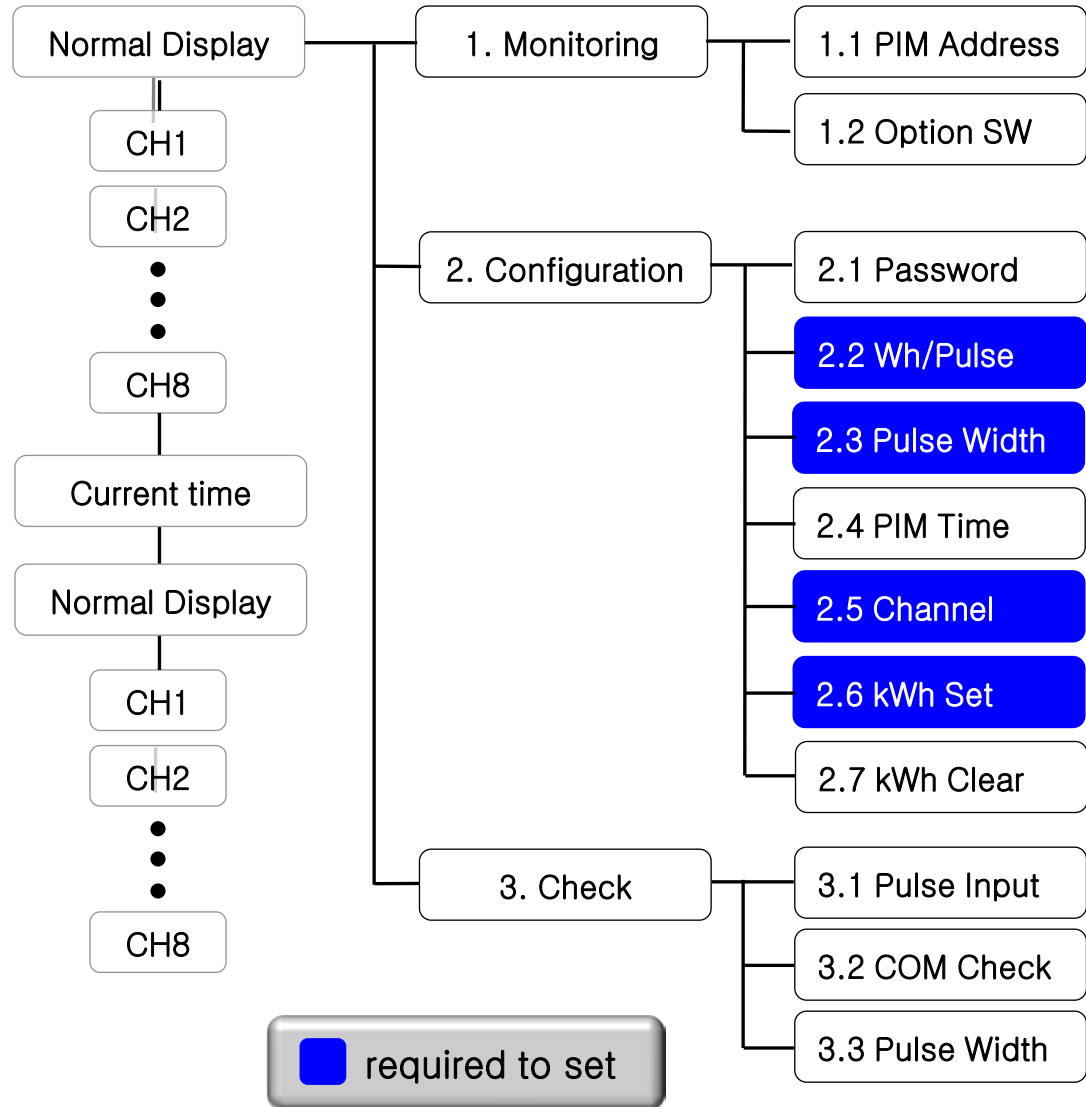 Normal Display
CH1
CH2
CH8
Current time
Normal Display
CH1
CH2
CH8
1. Monitoring
1.1 PIM Address
1.2 Option SW
2. Configuration
2.1 Password
2.2 Wh/Pulse
2.3 Pulse Width
2.4 PIM Time
2.5 Channel
2.6 kWh Set
2.7 kWh Clear
3. Check
3.1 Pulse Input
3.2 COM Check
3.3 Pulse Width
required to set